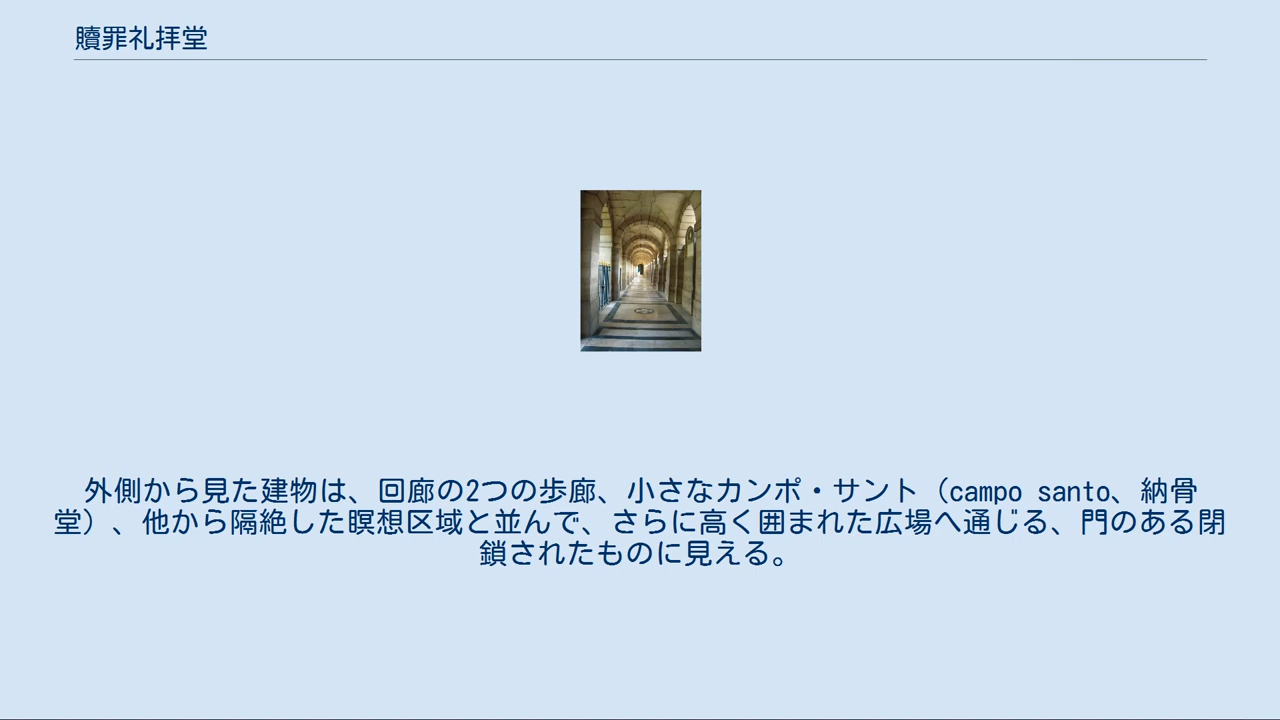 贖罪礼拝堂
外側から見た建物は、回廊の2つの歩廊、小さなカンポ・サント（campo santo、納骨
堂）、他から隔絶した瞑想区域と並んで、さらに高く囲まれた広場へ通じる、門のある閉
鎖されたものに見える。